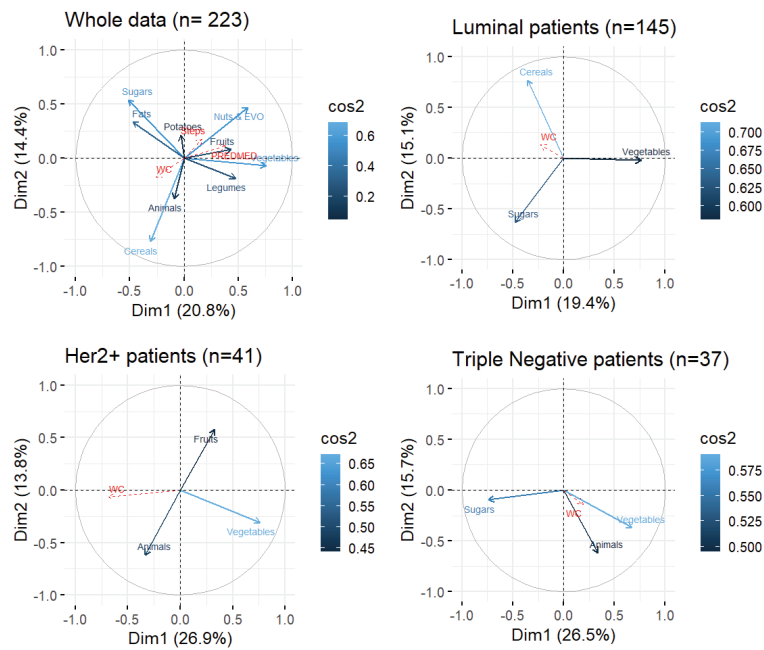 Whole data (n= 223)
1.0
0.5
0.0
-0.5
-1.0
Dim2 (14.4%)
Sugars
Fats
Potatoes
Steps
Nuts & EVO
Fruits
PREDMED
Vegetables
WC
Legumes
Animals
Cereals
-1.0 -0.5 0.0 0.5 1.0
Dim1 (20.8%)
cos2
0.6
0.4
0.2
Luminal patients (n=145)
1.0
0.5
0.0
-0.5
-1.0
Dim2 (15.1%)
Cereals
WC
Vegetables
Sugars
-1.0 -0.5 0.0 0.5 1.0
Dim1 (19.4%)
cos2
0.700
0.675
0.650
0.625
0.600
Her2+ patients (n=41)
1.0
0.5
0.0
-0.5
-1.0
Dim2 (13.8%)
Fruits
WC
Vegetables
Animals
-1.0 -0.5 0.0 0.5 1.0
Dim1 (26.9%)
cos2
0.65
0.60
0.55
0.50
0.45
Triple Negative patients (n=37)
1.0
0.5
0.0
-0.5
-1.0
Dim2 (15.7%)
Sugars
WC
Vegetables
Animals
-1.0 -0.5 0.0 0.5 1.0
Dim1 (26.5%)
cos2
0.575
0.550
0.525
0.500